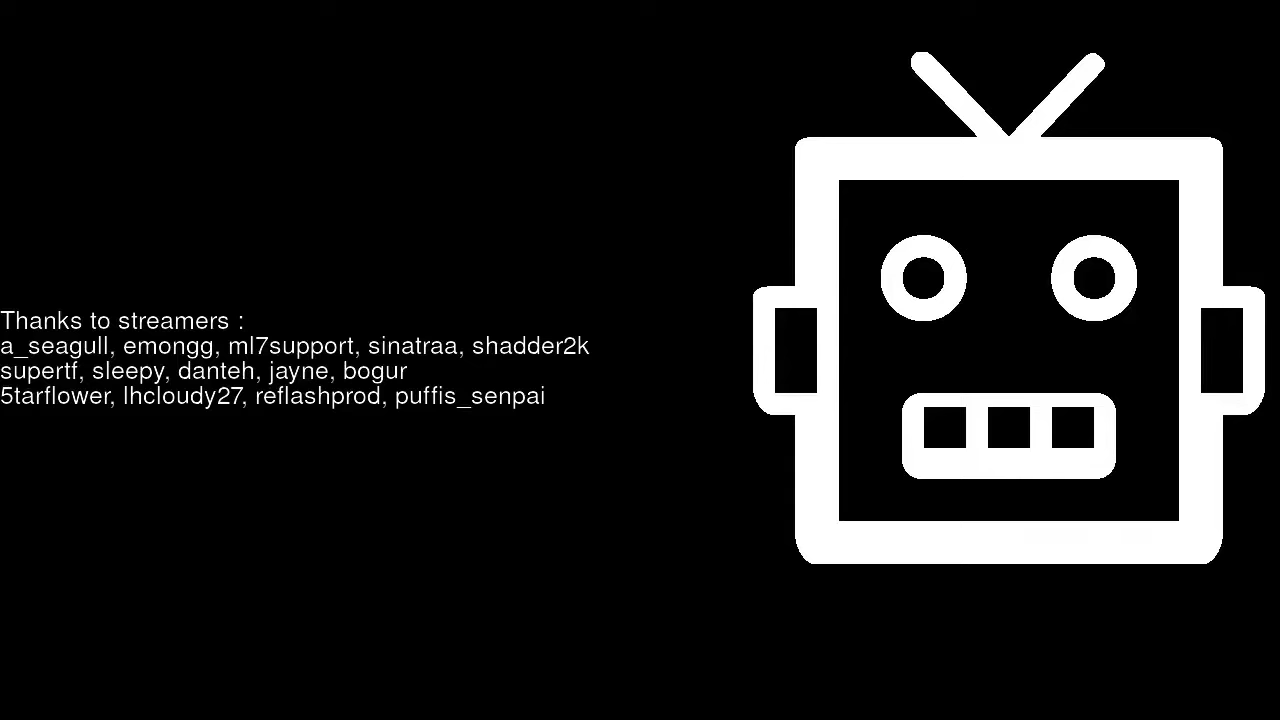 Thanks to streamers :
a_seagull, emongg, ml7support, sinatraa, shadder2k
supertf, sleepy, danteh, jayne, bogur
5tarflower, lhcloudy27, reflashprod, puffis_senpai